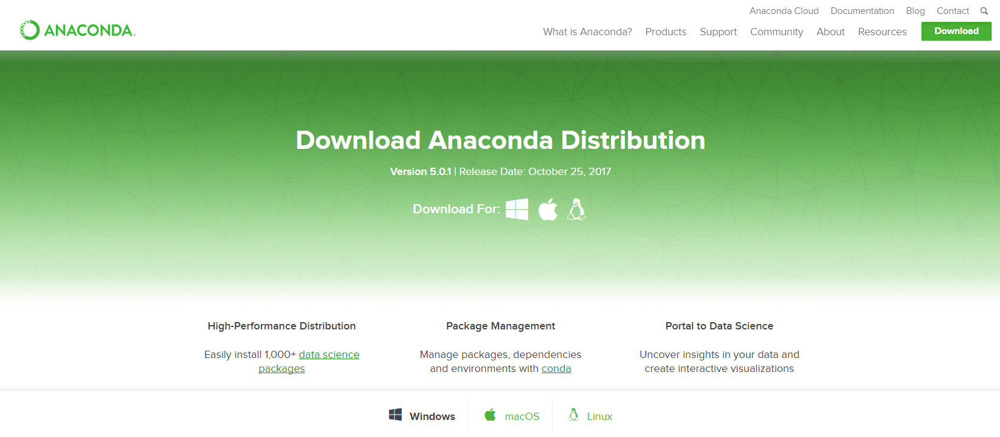 Anaconda Cloud Documentation Blog Contact
ANACONDA.
What is Anaconda? Products Support Community About Resources Download
Download Anaconda Distribution
Version 5.0.1 | Release Date: October 25, 2017
Download For:
High-Performance Distribution
Easily install 1,000+ data science
packages
Package Management
Manage packages, dependencies
and environments with conda
Portal to Data Science
Uncover insights in your data and
create interactive visualizations
Windows macOS Linux